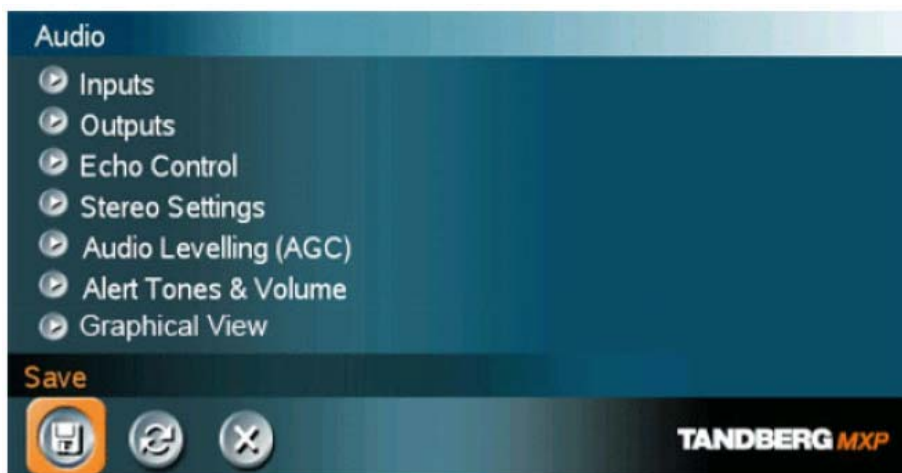 Audio
Inputs
Outputs
Echo Control
Stereo Settings
Audio Levelling (AGC)
Alert Tones & Volume
Graphical View
Save
TANDBERG MXP